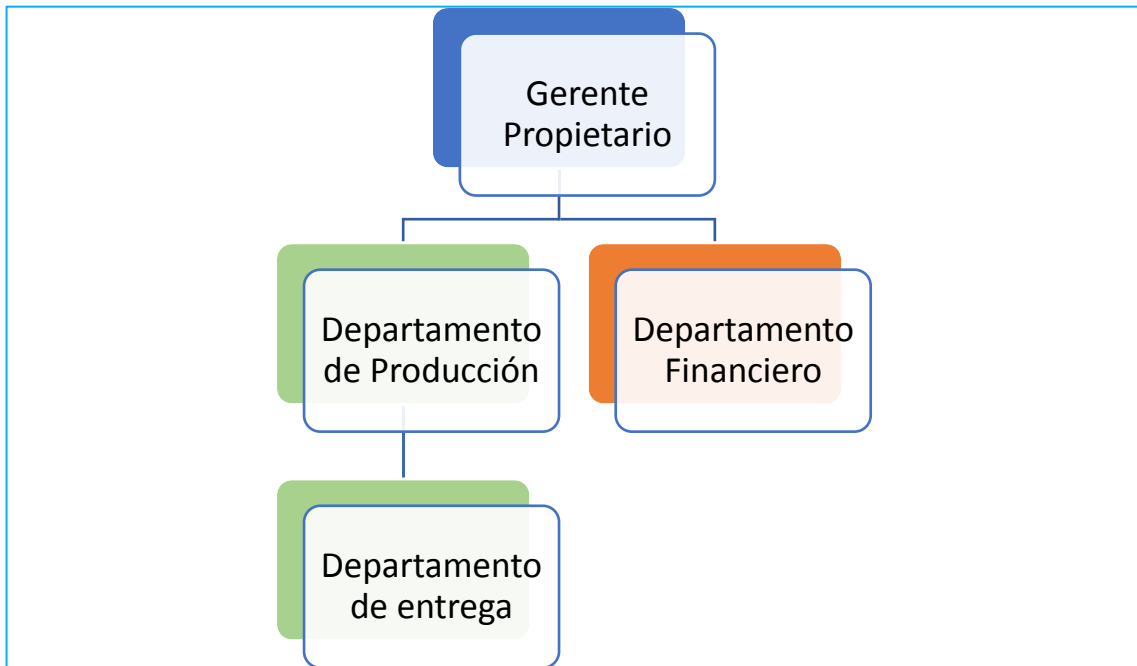 Gerente
Propietario
Departamento
de Producción
Departamento
Financiero
Departamento
de entrega